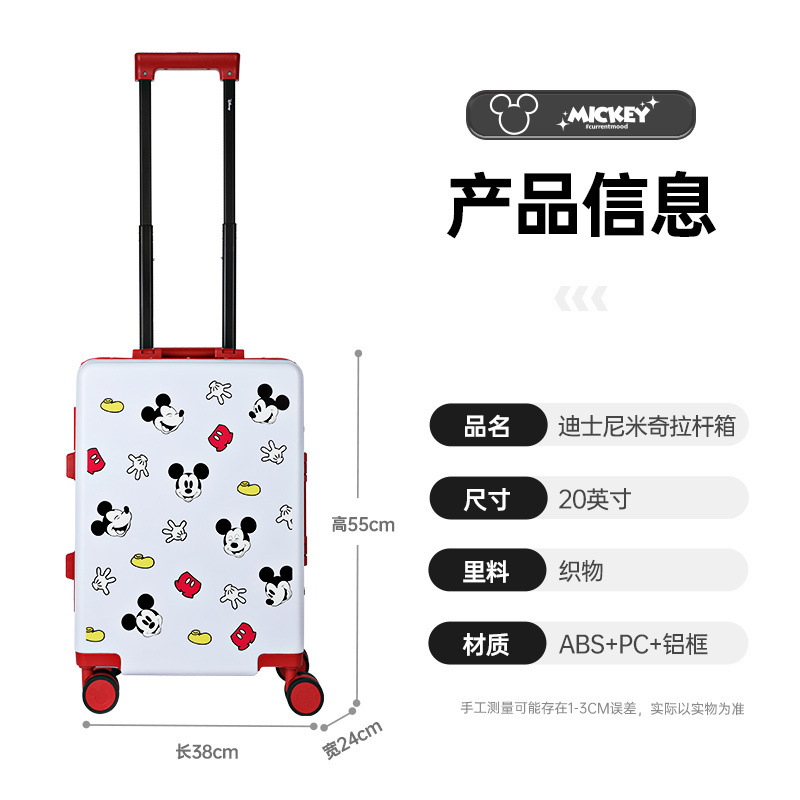 MICKEY
#currentmood
产品信息
品名 迪士尼米奇拉杆箱
尺寸 20英寸
里料 织物
材质 ABS+PC+铝框
手工测量可能存在1-3CM误差，实际以实物为准
Disney
高55cm
长38cm
宽24cm